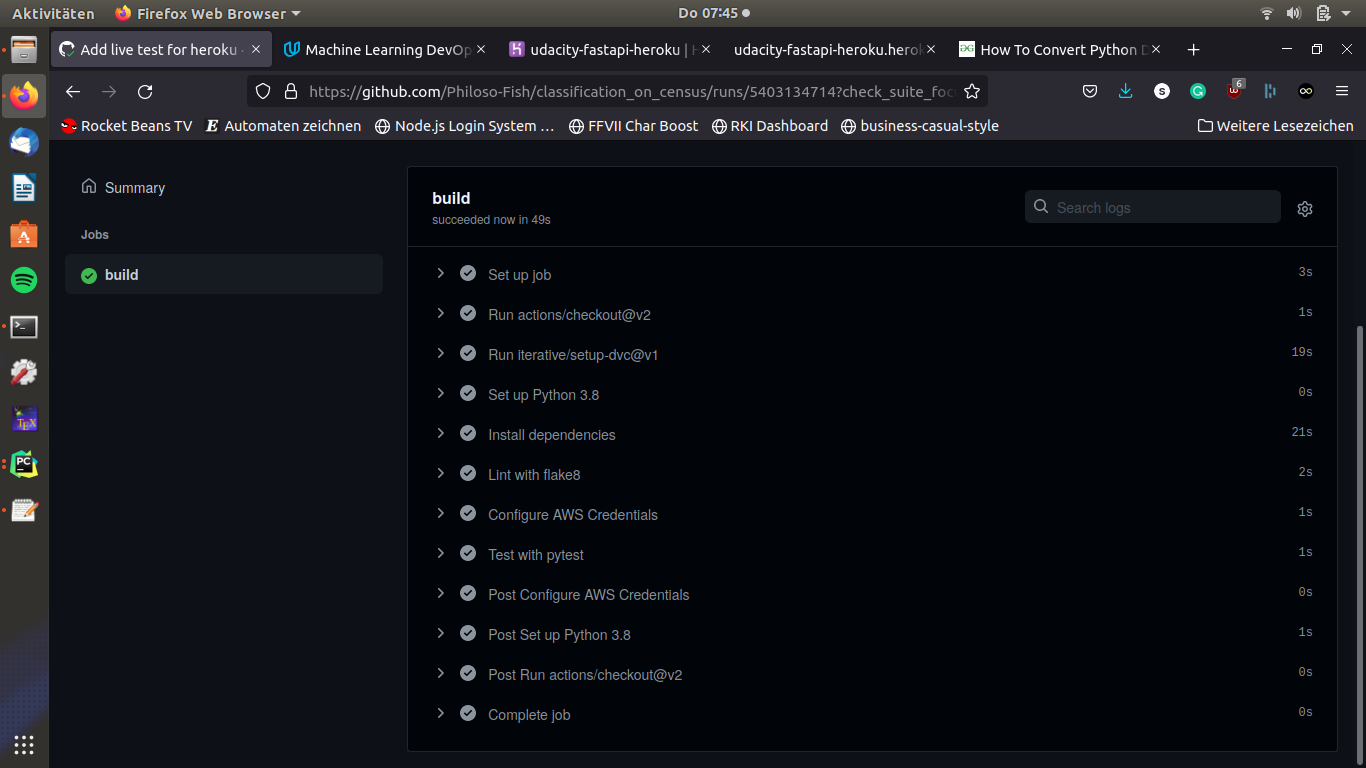 Aktivitäten Firefox Web Browser Do 07:45
Add live test for heroku Machine Learning DevOp udacity-fastapi-heroku | H udacity-fastapi-heroku.herok How To Convert Python D
https://github.com/Philoso-Fish/classification_on_census/runs/5403134714?check_suite_foc 6
Rocket Beans TV Automaten zeichnen Node.js Login System … FFVII Char Boost RKI Dashboard business-casual-style Weitere Lesezeichen
Summary
Jobs
build
build
succeeded now in 49s
Search logs
Set up job 3s
Run actions/checkout@v2 1s
Run iterative/setup-dvc@v1 19s
Set up Python 3.8 0s
Install dependencies 21s
Lint with flake8 2s
Configure AWS Credentials 1s
Test with pytest 1s
Post Configure AWS Credentials 0s
Post Set up Python 3.8 1s
Post Run actions/checkout@v2 0s
Complete job 0s